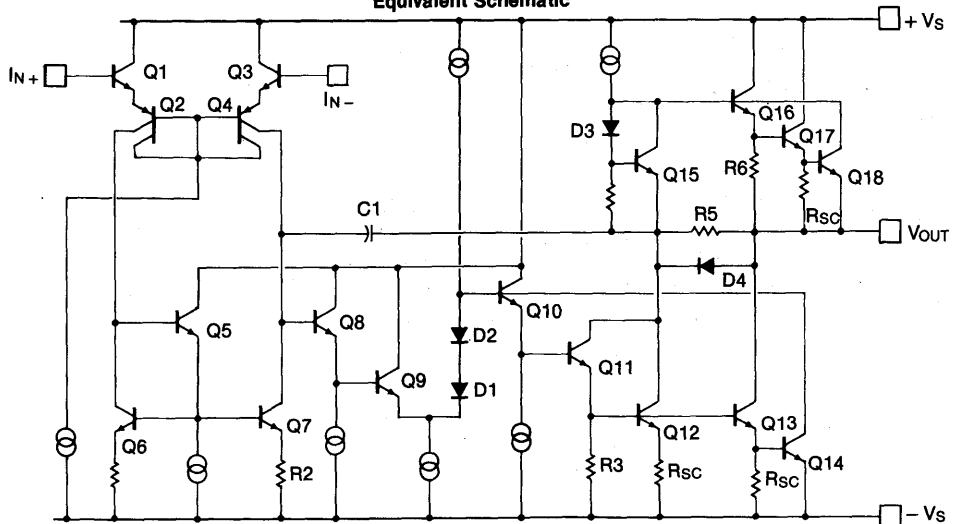 Equivalent Schematic
+ VS
IN+
Q1
Q3
IN-
Q2
Q4
D3
Q16
Q17
Q15
R6
Q18
C1
R5
RSC
VOUT
D4
Q5
Q8
Q10
D2
Q9
D1
Q11
Q6
Q7
Q12
Q13
R2
R3
RSC
RSC
Q14
- VS